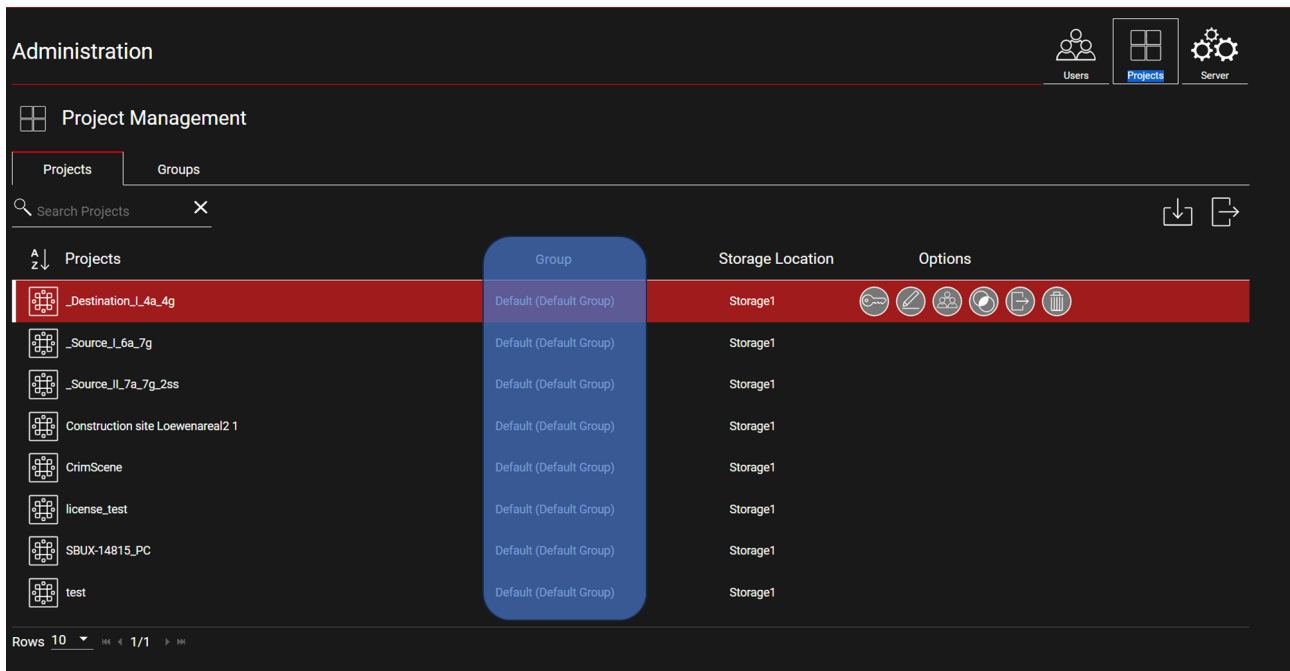 Administration
Users Projects Server
Project Management
Projects Groups
Search Projects
A Z Projects Group Storage Location Options
_Destination_I_4a_4g Default (Default Group) Storage1
_Source_I_6a_7g Default (Default Group) Storage1
_Source_II_7a_7g_2ss Default (Default Group) Storage1
Construction site Loewenareal2 1 Default (Default Group) Storage1
CrimScene Default (Default Group) Storage1
license_test Default (Default Group) Storage1
SBUX-14815_PC Default (Default Group) Storage1
test Default (Default Group) Storage1
Rows 10 1/1